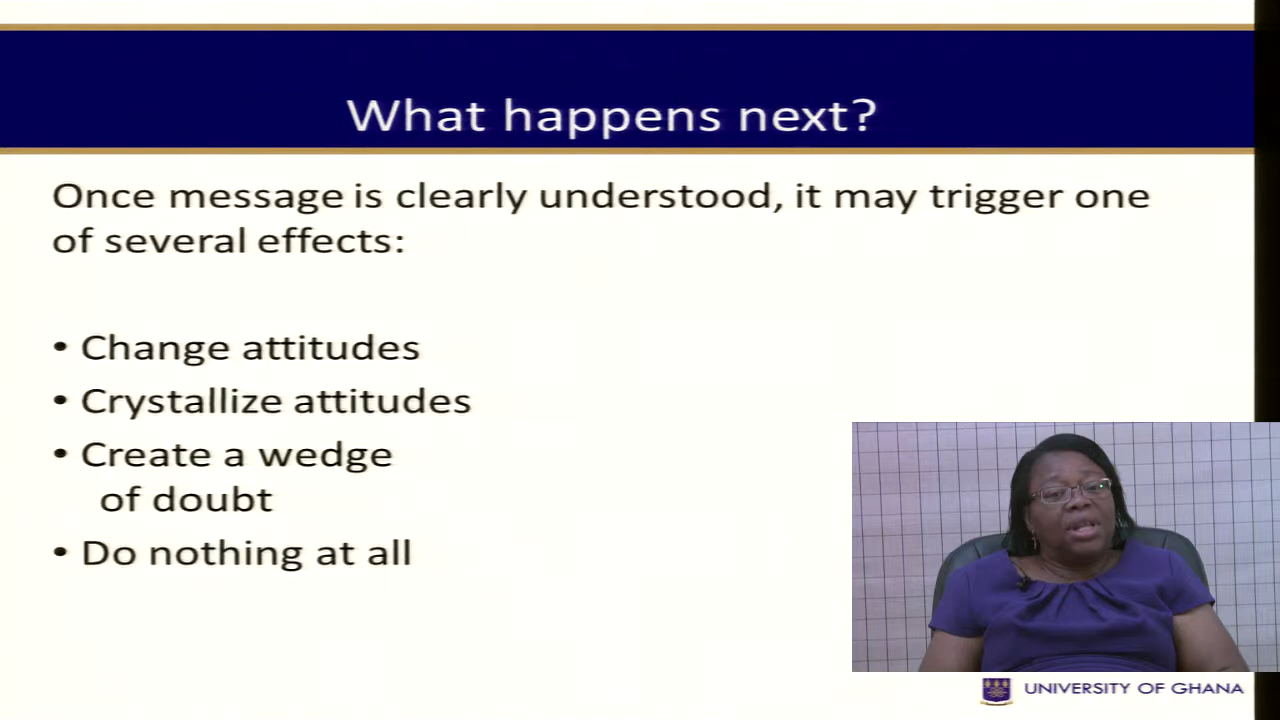 What happens next?
Once message is clearly understood, it may trigger one
of several effects:
• Change attitudes
• Crystallize attitudes
• Create a wedge
of doubt
• Do nothing at all
UNIVERSITY OF GHANA